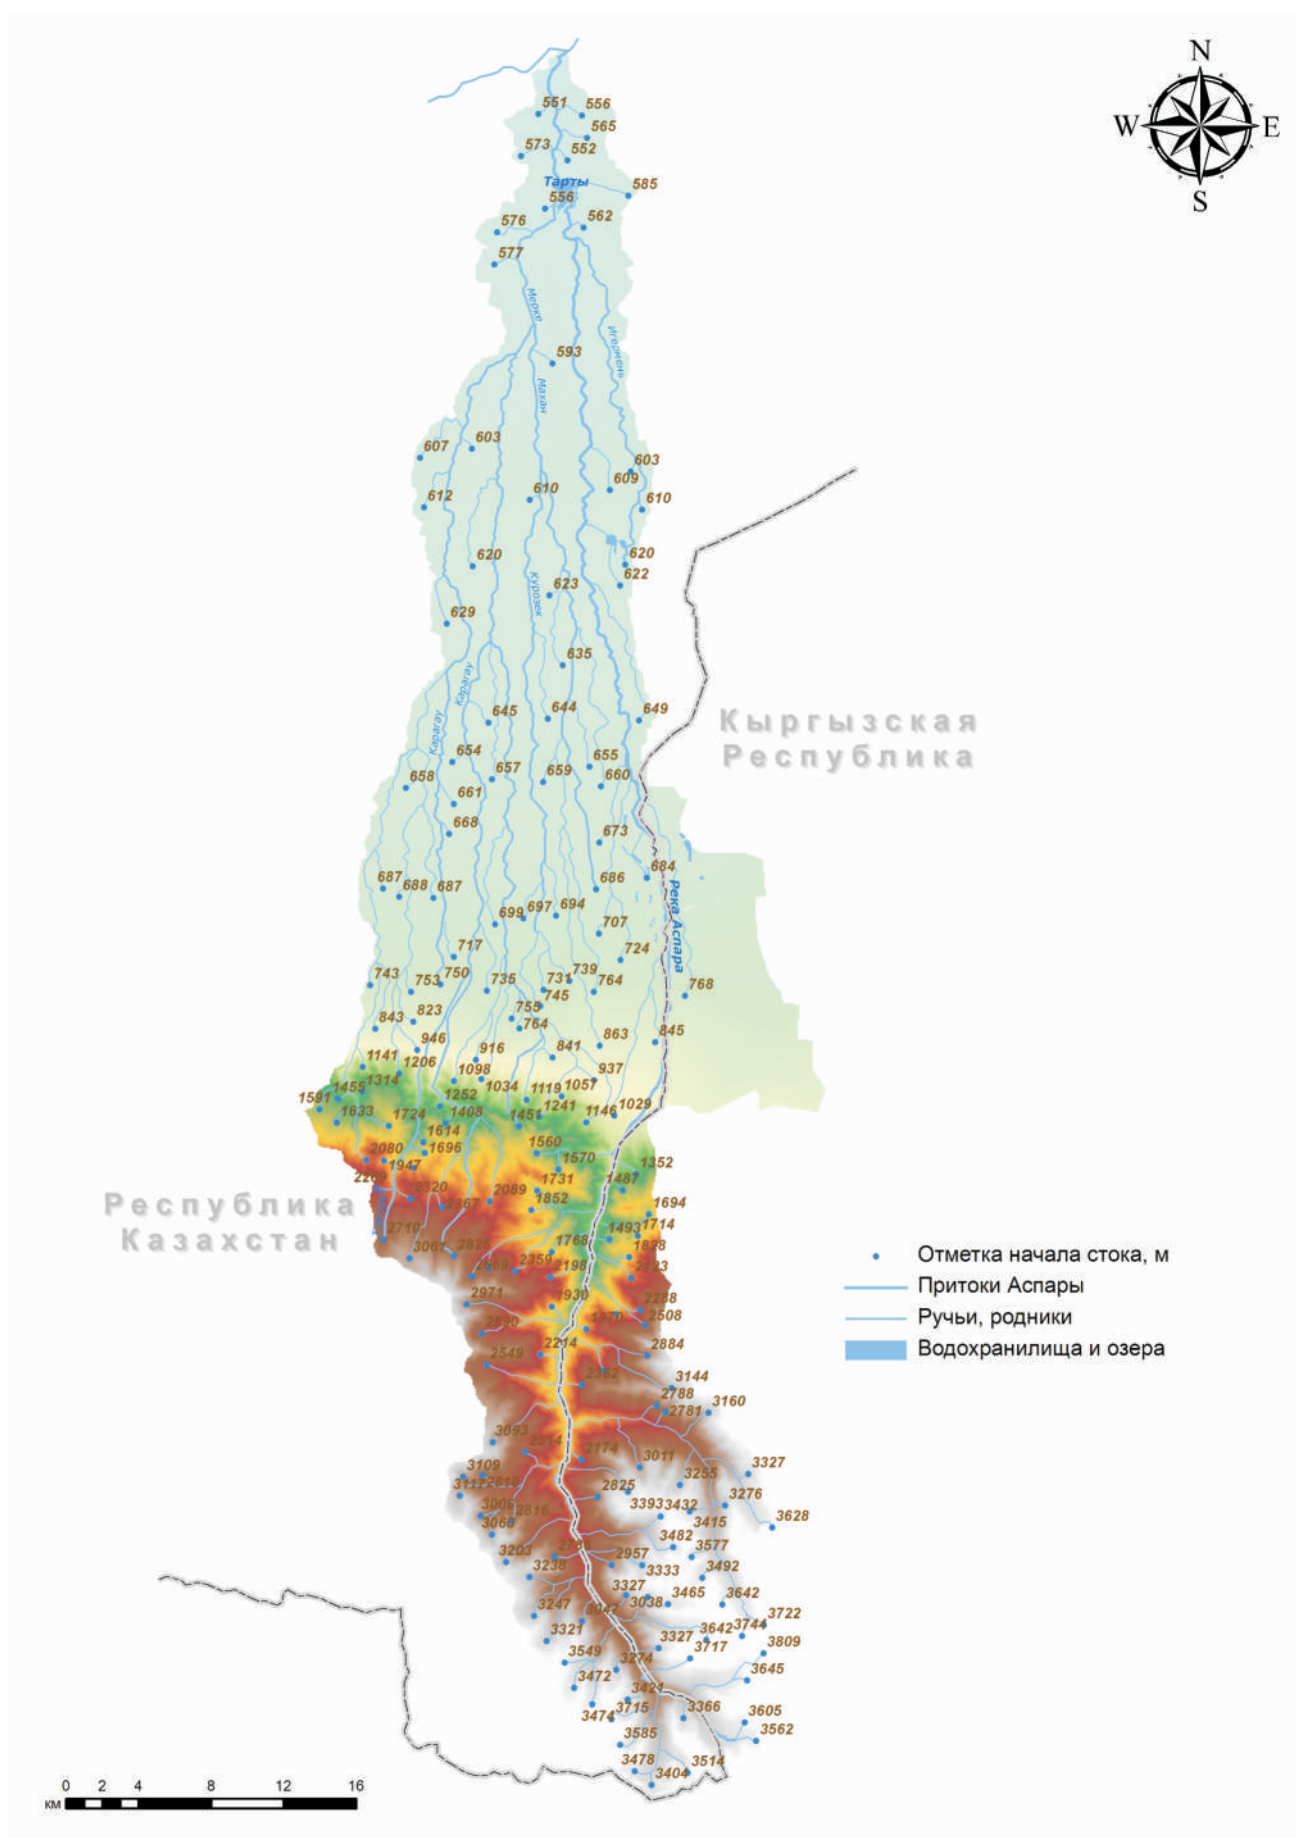 N
W E
S
551 556
565
573 552
Тарты
585
556
562
576
577
Мерке
Игермень
593
Махан
607 603
603
609
612 610 610
620 620
622
623
Курозек
629
635
Карагау
Карагау
645 644 649
Кыргызская
Республика
654 655
658 657 659 660
661
668 673
684
687 688 687 686
699 697 694
707
Река Аспара
717 724
743 753 750 735 731 739 764 768
745
755
843 823 764 863 845
946 916 841
1141 1206 1098 1034 937
1455 1314 1252 1119 1057
1591 1633 1724 1408 1451 1241 1146 1029
1614
1696 1560
2080 1947 1570 1352
2269 2320 2089 1731 1487
Республика
Казахстан
1852 1694
2710 1493 1714
3061 2825 1768 1828
2359 2198
2971 1930 2288
2508
2214 2884
2549
3144
2788 3160
2781
3093
2174 3011
3109 3327
3117 2825 3255 3276
3393 3432 3415 3628
2816
3060 3482 3577
3203 2957 3492
3238 3333
3327 3465 3642
3247 3038 3722
3321 3642 3744
3327 3717 3809
3549 3274
3472 3645
3421
3474 3715 3366 3605
3585 3562
3478 3514
3404
Отметка начала стока, м
Притоки Аспары
Ручьи, родники
Водохранилища и озера
0 2 4 8 12 16
км